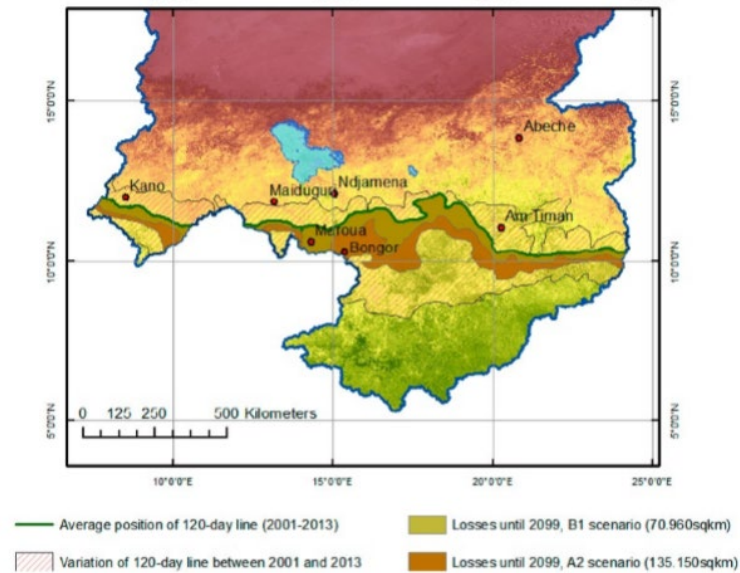 15°0'0"N
15°0'0"N
Abeche
Kano
Maiduguri
Ndjamena
Am Timan
Maroua
Bongor
10°0'0"N
10°0'0"N
0 125 250 500 Kilometers
5°0'0"N
5°0'0"N
10°0'0"E 15°0'0"E 20°0'0"E 25°0'0"E
Average position of 120-day line (2001-2013)
Losses until 2099, B1 scenario (70.960sqkm)
Variation of 120-day line between 2001 and 2013
Losses until 2099, A2 scenario (135.150sqkm)